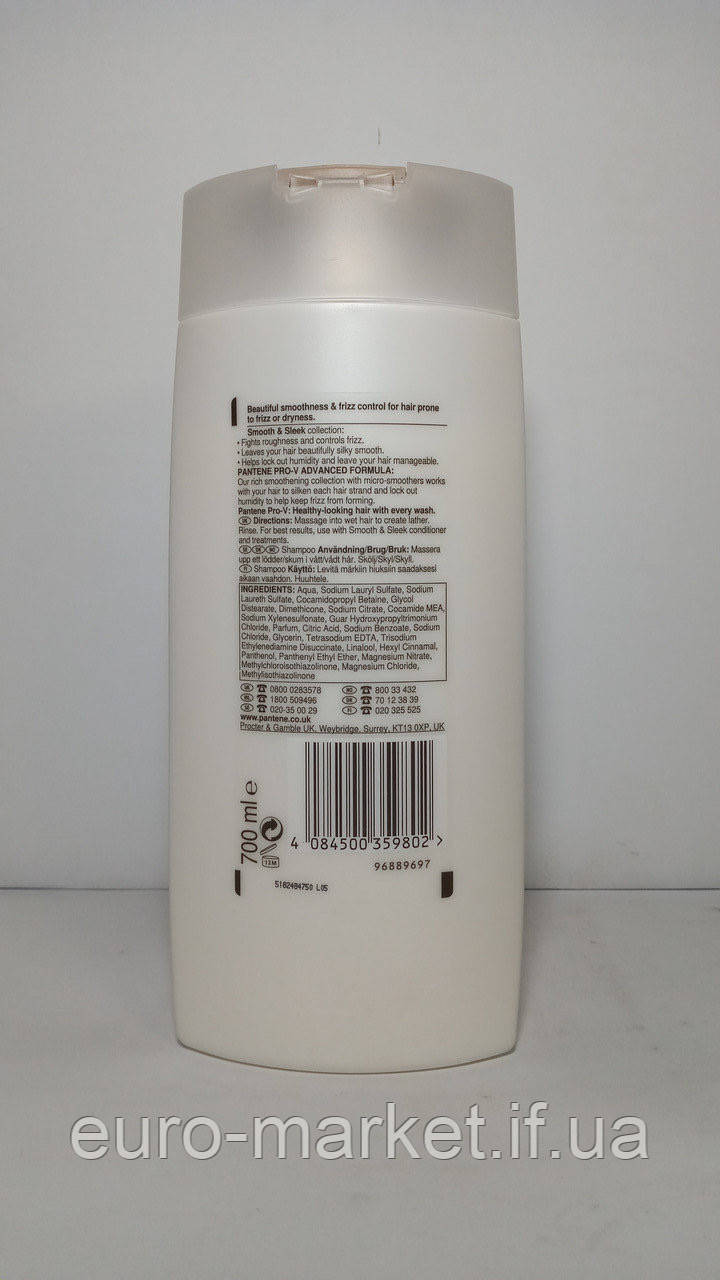 Beautiful smoothness & frizz control for hair prone
to frizz or dryness.
Smooth & Sleek collection:
• Fights roughness and controls frizz.
• Leaves your hair beautifully silky smooth.
• Helps lock out humidity and leave your hair manageable.
PANTENE PRO-V ADVANCED FORMULA:
Our rich smoothening collection with micro-smoothers works
with your hair to silken each hair strand and lock out
humidity to help keep frizz from forming.
Pantene Pro-V: Healthy-looking hair with every wash.
Directions: Massage into wet hair to create lather.
Rinse. For best results, use with Smooth & Sleek conditioner
and treatments.
Shampoo Användning/Brug/Bruk: Massera
upp ett lödder/skum i vått/vådt hår. Skölj/Skyl/Skyll.
Shampoo Käyttö: Levitä märkiin hiuksiin saadaksesi
aikaan vaahdon. Huuhtele.
INGREDIENTS: Aqua, Sodium Lauryl Sulfate, Sodium
Laureth Sulfate, Cocamidopropyl Betaine, Glycol
Distearate, Dimethicone, Sodium Citrate, Cocamide MEA,
Sodium Xylenesulfonate, Guar Hydroxypropyltrimonium
Chloride, Parfum, Citric Acid, Sodium Benzoate, Sodium
Chloride, Glycerin, Tetrasodium EDTA, Trisodium
Ethylenediamine Disuccinate, Linalool, Hexyl Cinnamal,
Panthenol, Panthenyl Ethyl Ether, Magnesium Nitrate,
Methylchloroisothiazolinone, Magnesium Chloride,
Methylisothiazolinone
UK 0800 0283578 NO 800 33 432
IRL 1800 509496 DK 70 12 38 39
SE 020-35 00 29 FI 020 325 525
www.pantene.co.uk
Procter & Gamble UK, Weybridge, Surrey, KT13 0XP, UK
700 ml e
12M
4 084500 359802 >
96889697
5182484750 L05
euro-market.if.ua